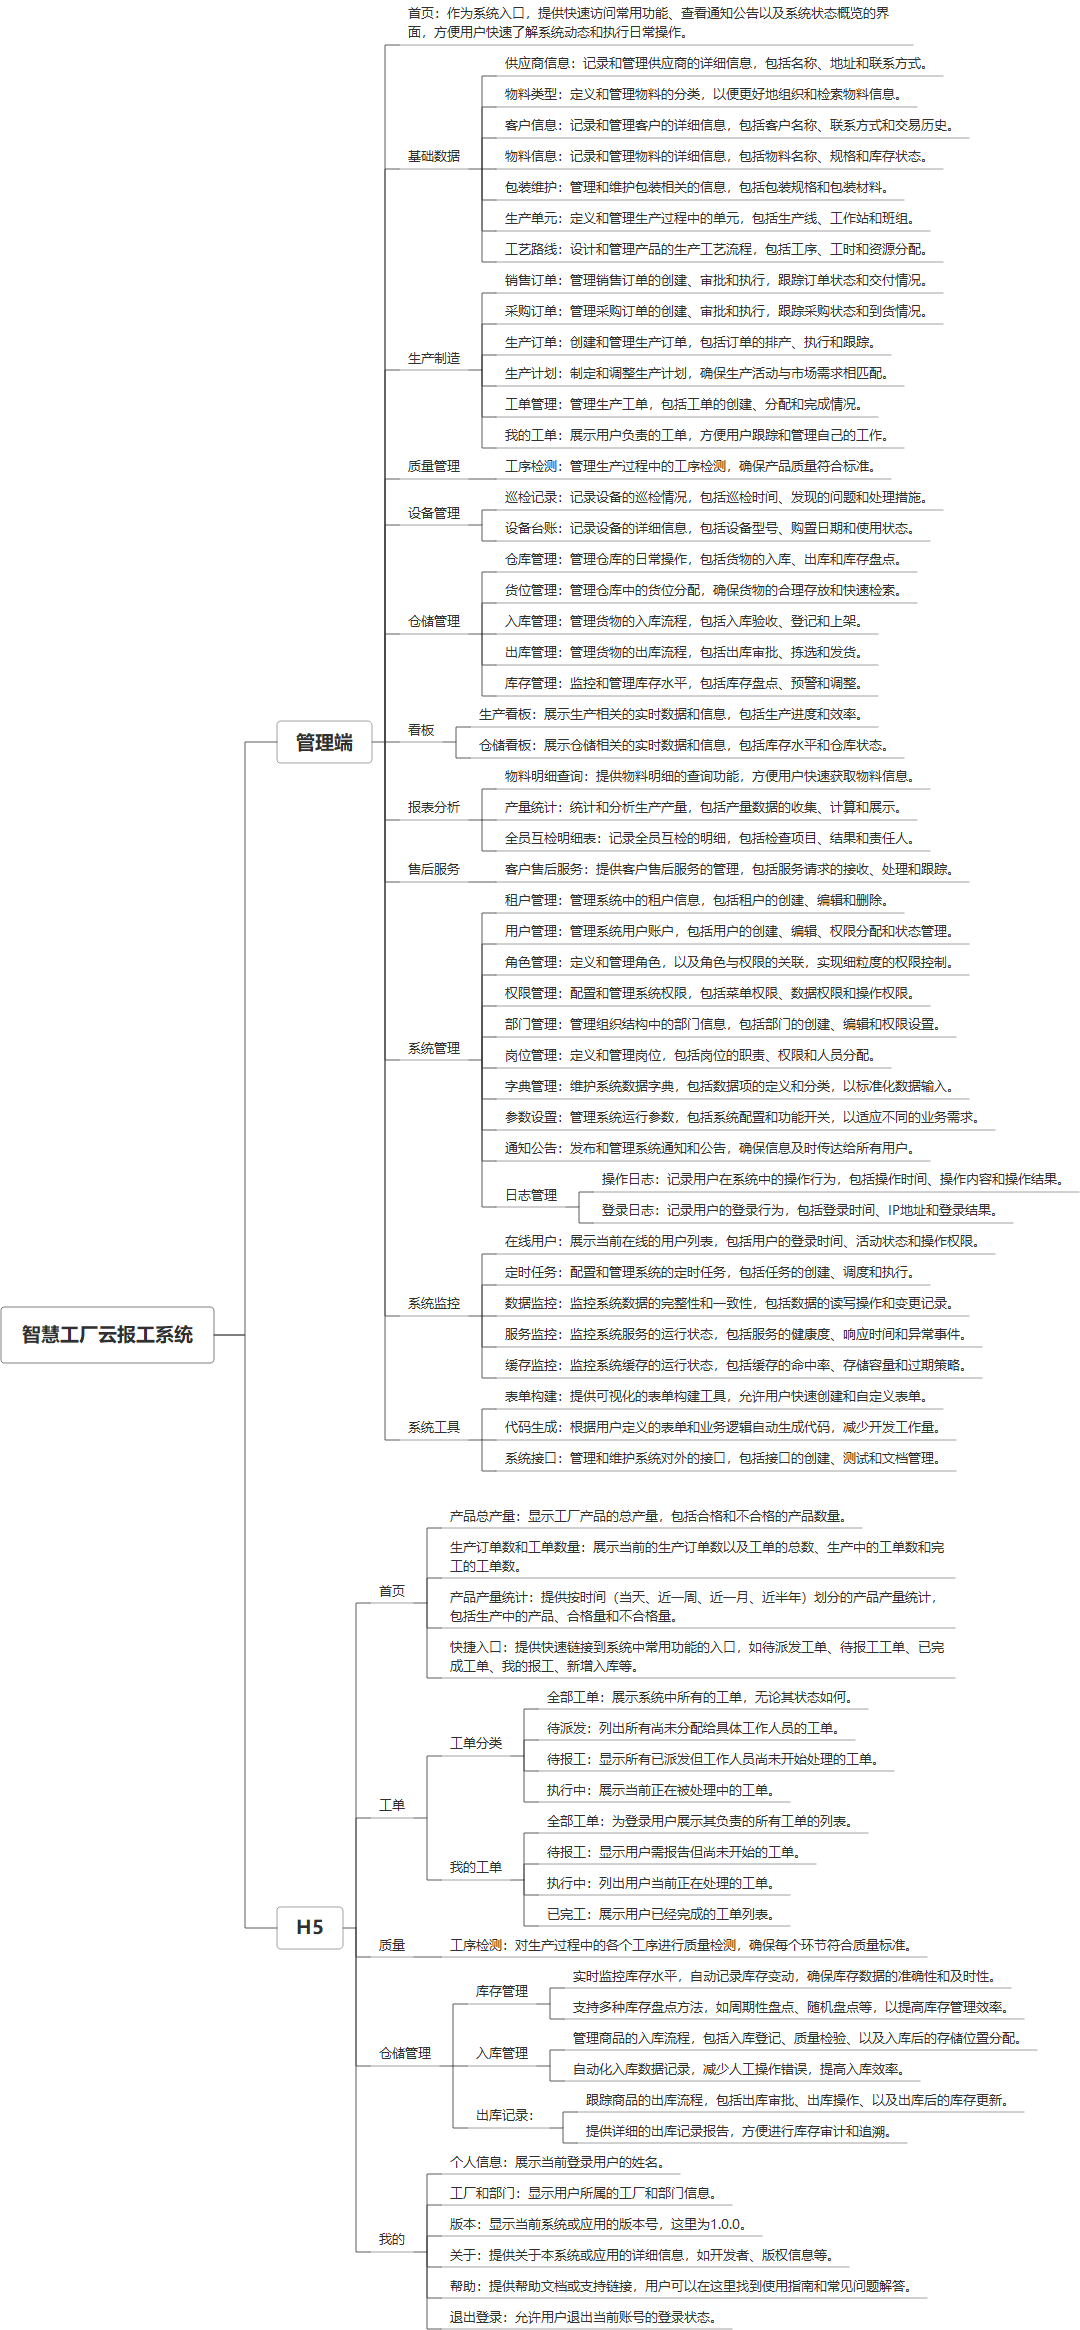 首页：作为系统入口，提供快速访问常用功能、查看通知公告以及系统状态概览的界
面，方便用户快速了解系统动态和执行日常操作。
供应商信息：记录和管理供应商的详细信息，包括名称、地址和联系方式。
物料类型：定义和管理物料的分类，以便更好地组织和检索物料信息。
客户信息：记录和管理客户的详细信息，包括客户名称、联系方式和交易历史。
基础数据
物料信息：记录和管理物料的详细信息，包括物料名称、规格和库存状态。
包装维护：管理和维护包装相关的信息，包括包装规格和包装材料。
生产单元：定义和管理生产过程中的单元，包括生产线、工作站和班组。
工艺路线：设计和管理产品的生产工艺流程，包括工序、工时和资源分配。
销售订单：管理销售订单的创建、审批和执行，跟踪订单状态和交付情况。
采购订单：管理采购订单的创建、审批和执行，跟踪采购状态和到货情况。
生产订单：创建和管理生产订单，包括订单的排产、执行和跟踪。
生产制造
生产计划：制定和调整生产计划，确保生产活动与市场需求相匹配。
工单管理：管理生产工单，包括工单的创建、分配和完成情况。
我的工单：展示用户负责的工单，方便用户跟踪和管理自己的工作。
质量管理
工序检测：管理生产过程中的工序检测，确保产品质量符合标准。
巡检记录：记录设备的巡检情况，包括巡检时间、发现的问题和处理措施。
设备管理
设备台账：记录设备的详细信息，包括设备型号、购置日期和使用状态。
仓库管理：管理仓库的日常操作，包括货物的入库、出库和库存盘点。
货位管理：管理仓库中的货位分配，确保货物的合理存放和快速检索。
仓储管理
入库管理：管理货物的入库流程，包括入库验收、登记和上架。
出库管理：管理货物的出库流程，包括出库审批、拣选和发货。
库存管理：监控和管理库存水平，包括库存盘点、预警和调整。
生产看板：展示生产相关的实时数据和信息，包括生产进度和效率。
看板
管理端
仓储看板：展示仓储相关的实时数据和信息，包括库存水平和仓库状态。
物料明细查询：提供物料明细的查询功能，方便用户快速获取物料信息。
报表分析
产量统计：统计和分析生产产量，包括产量数据的收集、计算和展示。
全员互检明细表：记录全员互检的明细，包括检查项目、结果和责任人。
售后服务
客户售后服务：提供客户售后服务的管理，包括服务请求的接收、处理和跟踪。
租户管理：管理系统中的租户信息，包括租户的创建、编辑和删除。
用户管理：管理系统用户账户，包括用户的创建、编辑、权限分配和状态管理。
角色管理：定义和管理角色，以及角色与权限的关联，实现细粒度的权限控制。
权限管理：配置和管理系统权限，包括菜单权限、数据权限和操作权限。
部门管理：管理组织结构中的部门信息，包括部门的创建、编辑和权限设置。
系统管理
岗位管理：定义和管理岗位，包括岗位的职责、权限和人员分配。
字典管理：维护系统数据字典，包括数据项的定义和分类，以标准化数据输入。
参数设置：管理系统运行参数，包括系统配置和功能开关，以适应不同的业务需求。
通知公告：发布和管理系统通知和公告，确保信息及时传达给所有用户。
操作日志：记录用户在系统中的操作行为，包括操作时间、操作内容和操作结果。
日志管理
登录日志：记录用户的登录行为，包括登录时间、IP地址和登录结果。
在线用户：展示当前在线的用户列表，包括用户的登录时间、活动状态和操作权限。
定时任务：配置和管理系统的定时任务，包括任务的创建、调度和执行。
系统监控
数据监控：监控系统数据的完整性和一致性，包括数据的读写操作和变更记录。
服务监控：监控系统服务的运行状态，包括服务的健康度、响应时间和异常事件。
智慧工厂云报工系统
缓存监控：监控系统缓存的运行状态，包括缓存的命中率、存储容量和过期策略。
表单构建：提供可视化的表单构建工具，允许用户快速创建和自定义表单。
系统工具
代码生成：根据用户定义的表单和业务逻辑自动生成代码，减少开发工作量。
系统接口：管理和维护系统对外的接口，包括接口的创建、测试和文档管理。
产品总产量：显示工厂产品的总产量，包括合格和不合格的产品数量。
生产订单数和工单数量：展示当前的生产订单数以及工单的总数、生产中的工单数和完
工的工单数。
首页
产品产量统计：提供按时间（当天、近一周、近一月、近半年）划分的产品产量统计，
包括生产中的产品、合格量和不合格量。
快捷入口：提供快速链接到系统中常用功能的入口，如待派发工单、待报工工单、已完
成工单、我的报工、新增入库等。
全部工单：展示系统中所有的工单，无论其状态如何。
待派发：列出所有尚未分配给具体工作人员的工单。
工单分类
待报工：显示所有已派发但工作人员尚未开始处理的工单。
执行中：展示当前正在被处理中的工单。
工单
全部工单：为登录用户展示其负责的所有工单的列表。
待报工：显示用户需报告但尚未开始的工单。
我的工单
执行中：列出用户当前正在处理的工单。
已完工：展示用户已经完成的工单列表。
H5
质量
工序检测：对生产过程中的各个工序进行质量检测，确保每个环节符合质量标准。
实时监控库存水平，自动记录库存变动，确保库存数据的准确性和及时性。
库存管理
支持多种库存盘点方法，如周期性盘点、随机盘点等，以提高库存管理效率。
管理商品的入库流程，包括入库登记、质量检验、以及入库后的存储位置分配。
仓储管理
入库管理
自动化入库数据记录，减少人工操作错误，提高入库效率。
跟踪商品的出库流程，包括出库审批、出库操作、以及出库后的库存更新。
出库记录：
提供详细的出库记录报告，方便进行库存审计和追溯。
个人信息：展示当前登录用户的姓名。
工厂和部门：显示用户所属的工厂和部门信息。
版本：显示当前系统或应用的版本号，这里为1.0.0。
我的
关于：提供关于本系统或应用的详细信息，如开发者、版权信息等。
帮助：提供帮助文档或支持链接，用户可以在这里找到使用指南和常见问题解答。
退出登录：允许用户退出当前账号的登录状态。